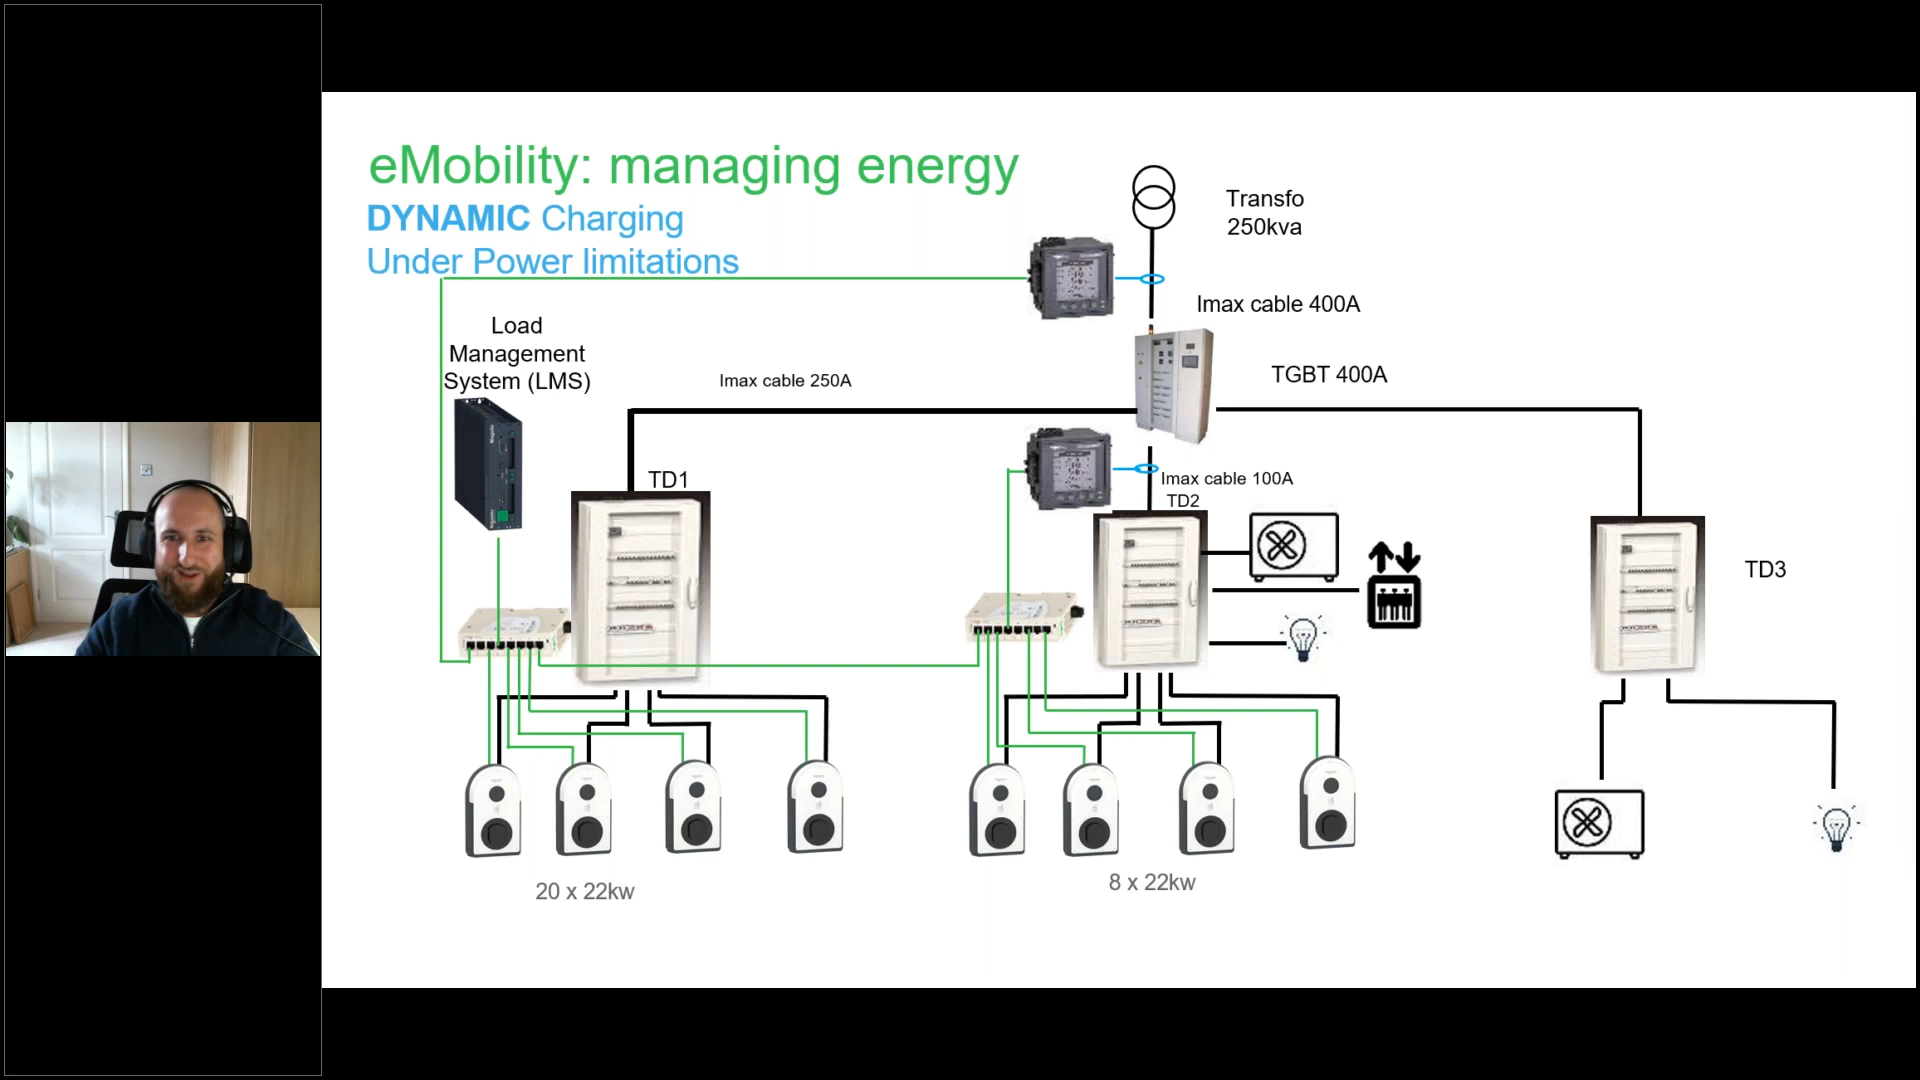 eMobility: managing energy
DYNAMIC Charging
Under Power limitations
Transfo
250kva
Imax cable 400A
Load
Management
System (LMS)
Imax cable 250A
TGBT 400A
TD1
Imax cable 100A
TD2
TD3
20 x 22kw
8 x 22kw